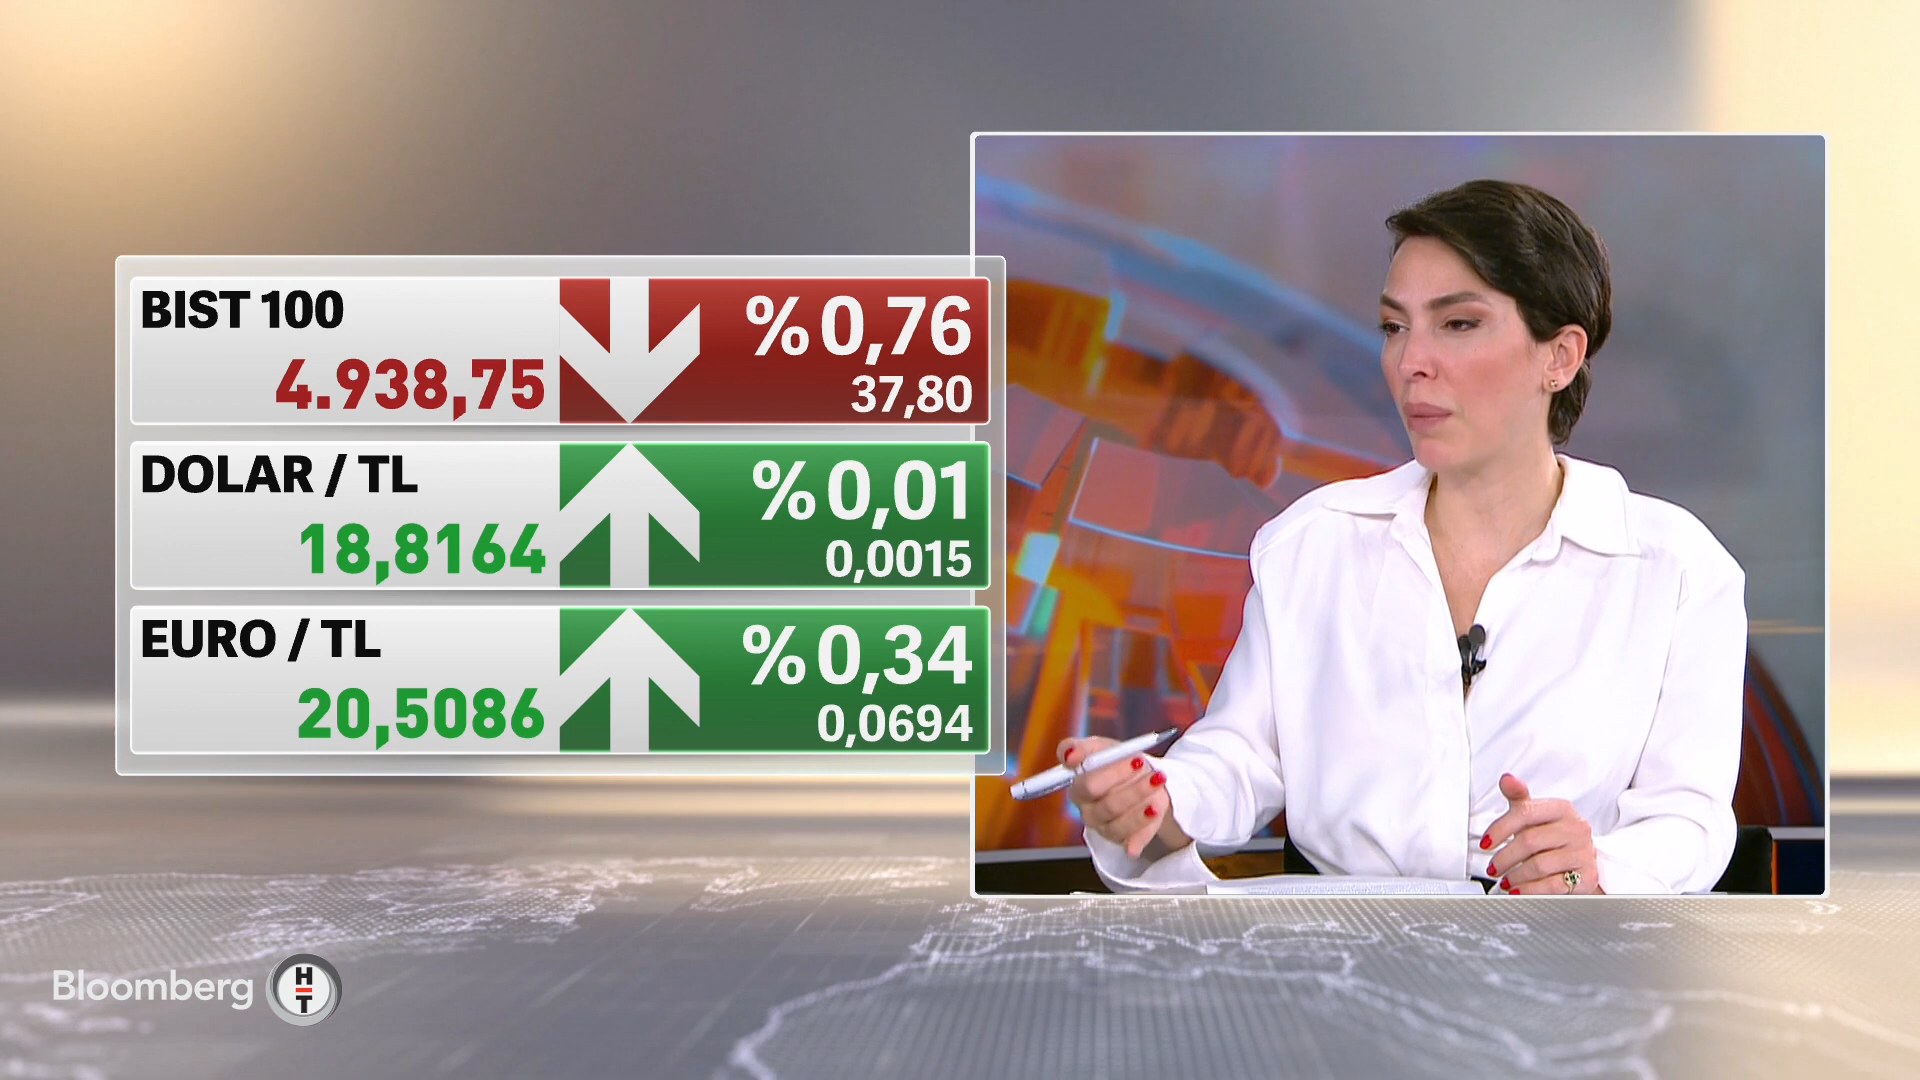 BIST 100
4.938,75
%0,76
37,80
DOLAR / TL
18,8164
%0,01
0,0015
EURO / TL
20,5086
%0,34
0,0694
Bloomberg HT